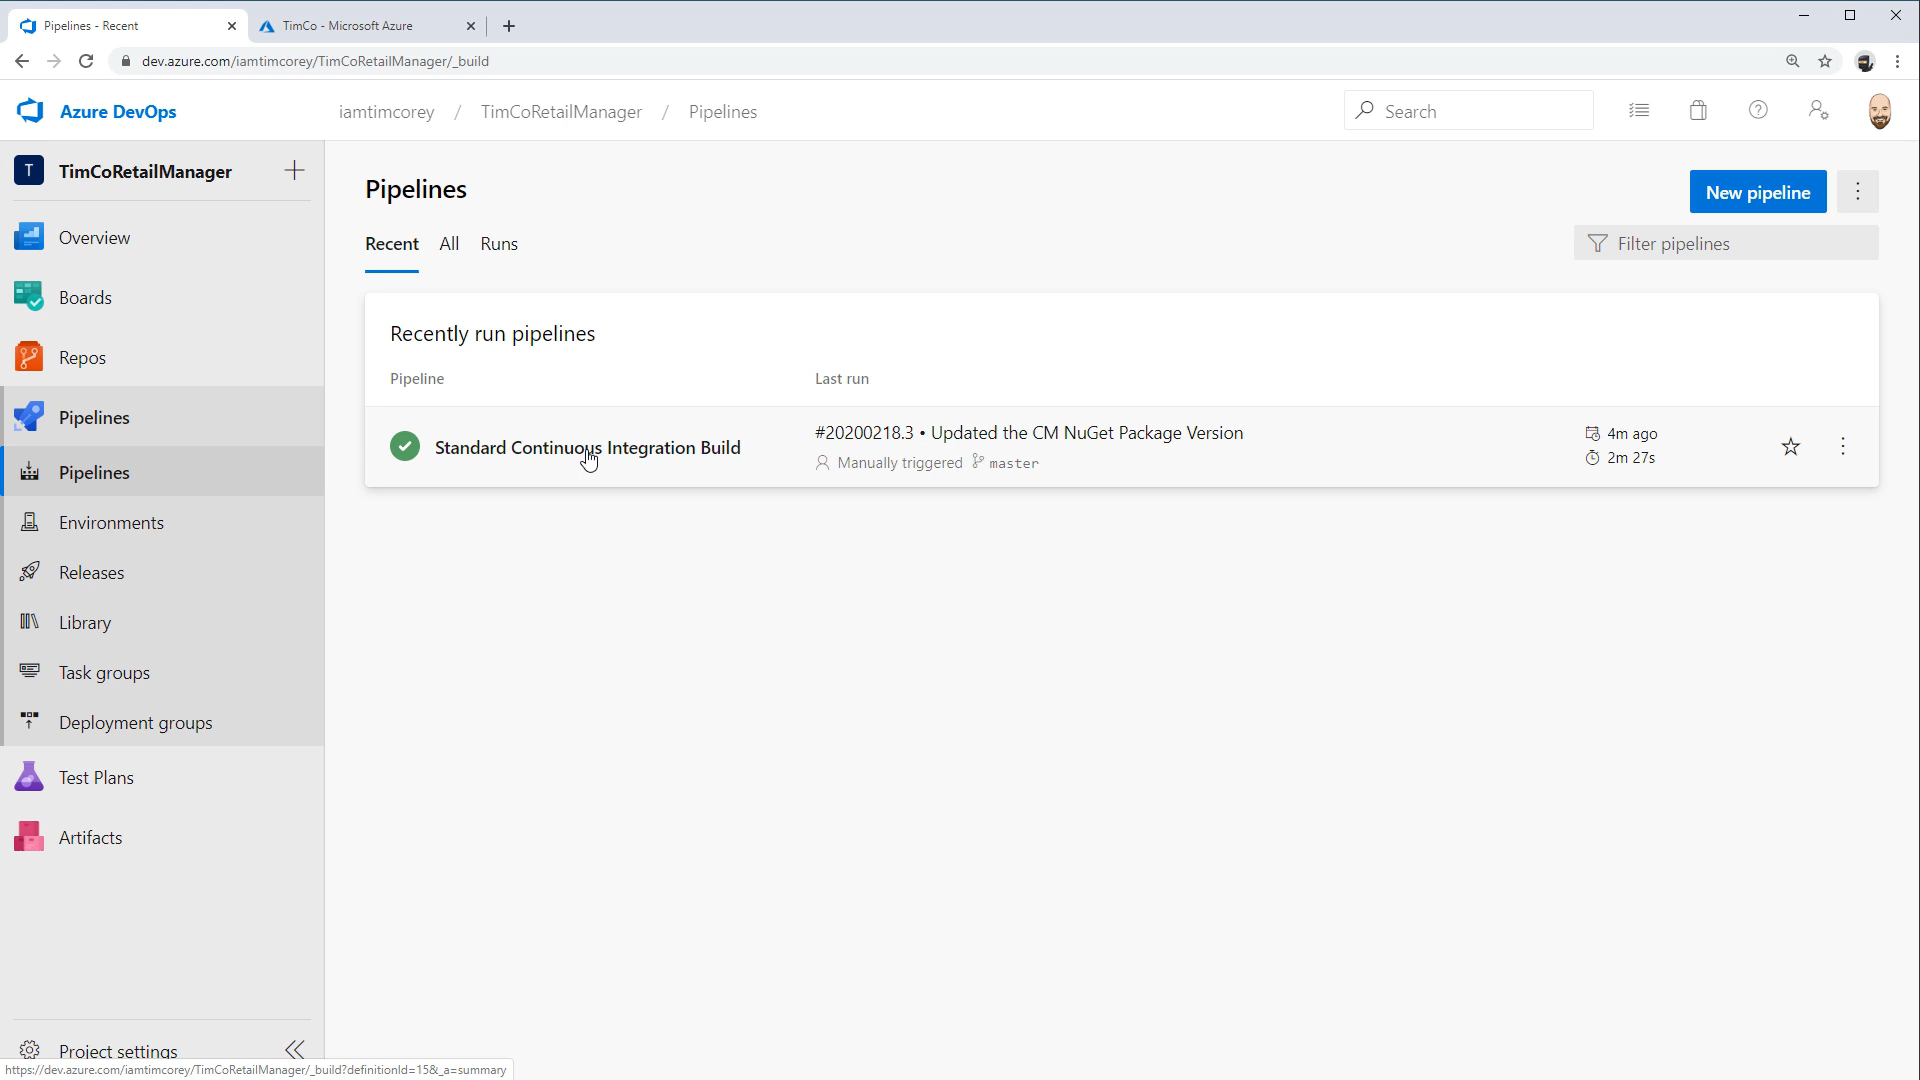 Pipelines - Recent
TimCo - Microsoft Azure
dev.azure.com/iamtimcorey/TimCoRetailManager/_build
Azure DevOps
iamtimcorey / TimCoRetailManager / Pipelines
Search
T TimCoRetailManager
Overview
Boards
Repos
Pipelines
Pipelines
Environments
Releases
Library
Task groups
Deployment groups
Test Plans
Artifacts
Project settings
Pipelines
New pipeline
Recent All Runs
Filter pipelines
Recently run pipelines
Pipeline Last run
Standard Continuous Integration Build
#20200218.3 • Updated the CM NuGet Package Version
Manually triggered master
4m ago
2m 27s
https://dev.azure.com/iamtimcorey/TimCoRetailManager/_build?definitionId=15&_a=summary